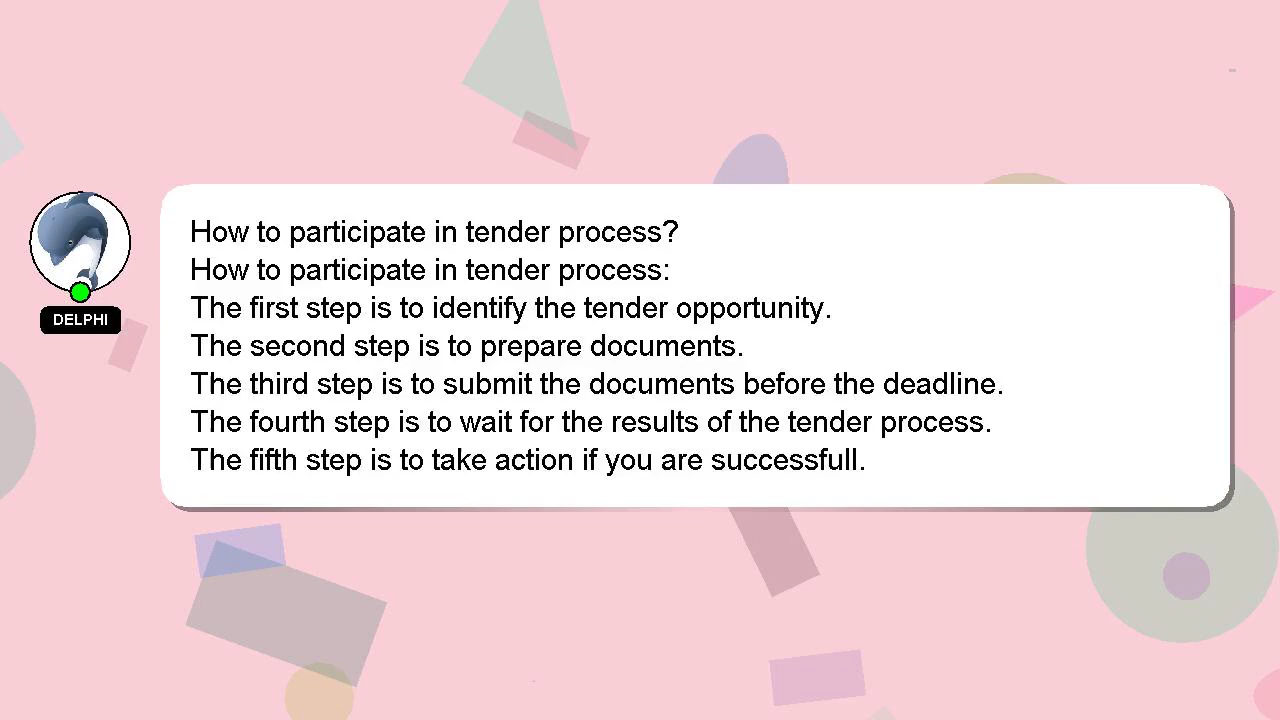 How to participate in tender process?
How to participate in tender process:
The first step is to identify the tender opportunity.
The second step is to prepare documents.
The third step is to submit the documents before the deadline.
The fourth step is to wait for the results of the tender process.
The fifth step is to take action if you are successfull.
DELPHI